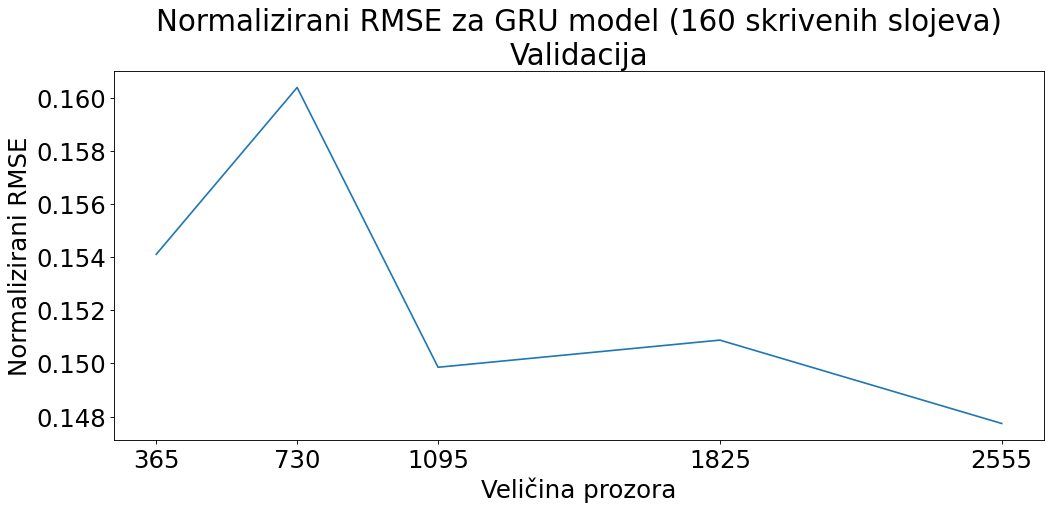 Normalizirani RMSE za GRU model (160 skrivenih slojeva)
Validacija
Normalizirani RMSE
0.160
0.158
0.156
0.154
0.152
0.150
0.148
365 730 1095 1825 2555
Veličina prozora